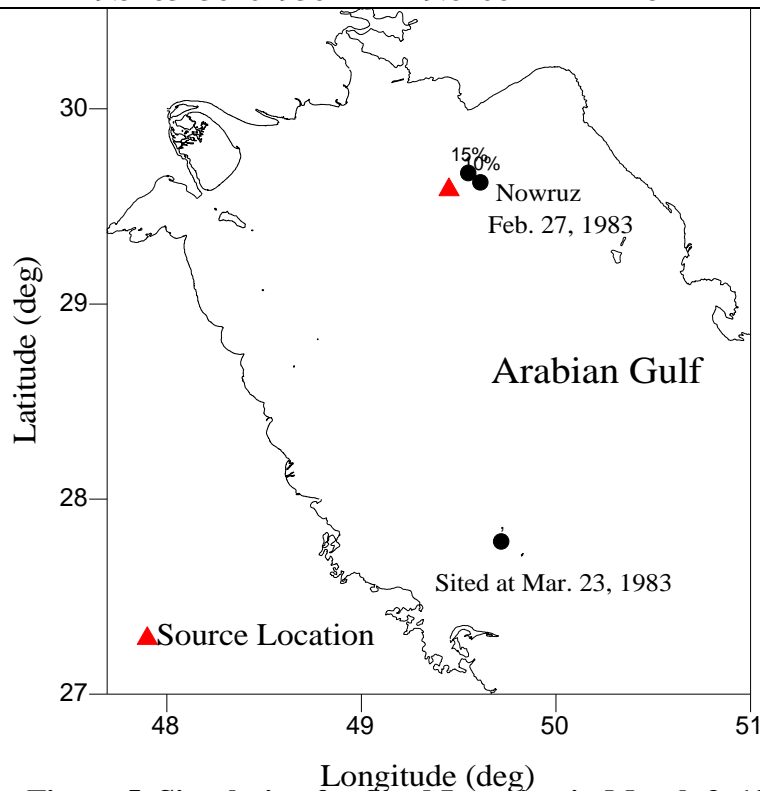 30
15%
10%
Nowruz
Feb. 27, 1983
29
Latitude (deg)
Arabian Gulf
28
Sited at Mar. 23, 1983
Source Location
27
48 49 50 51
Longitude (deg)